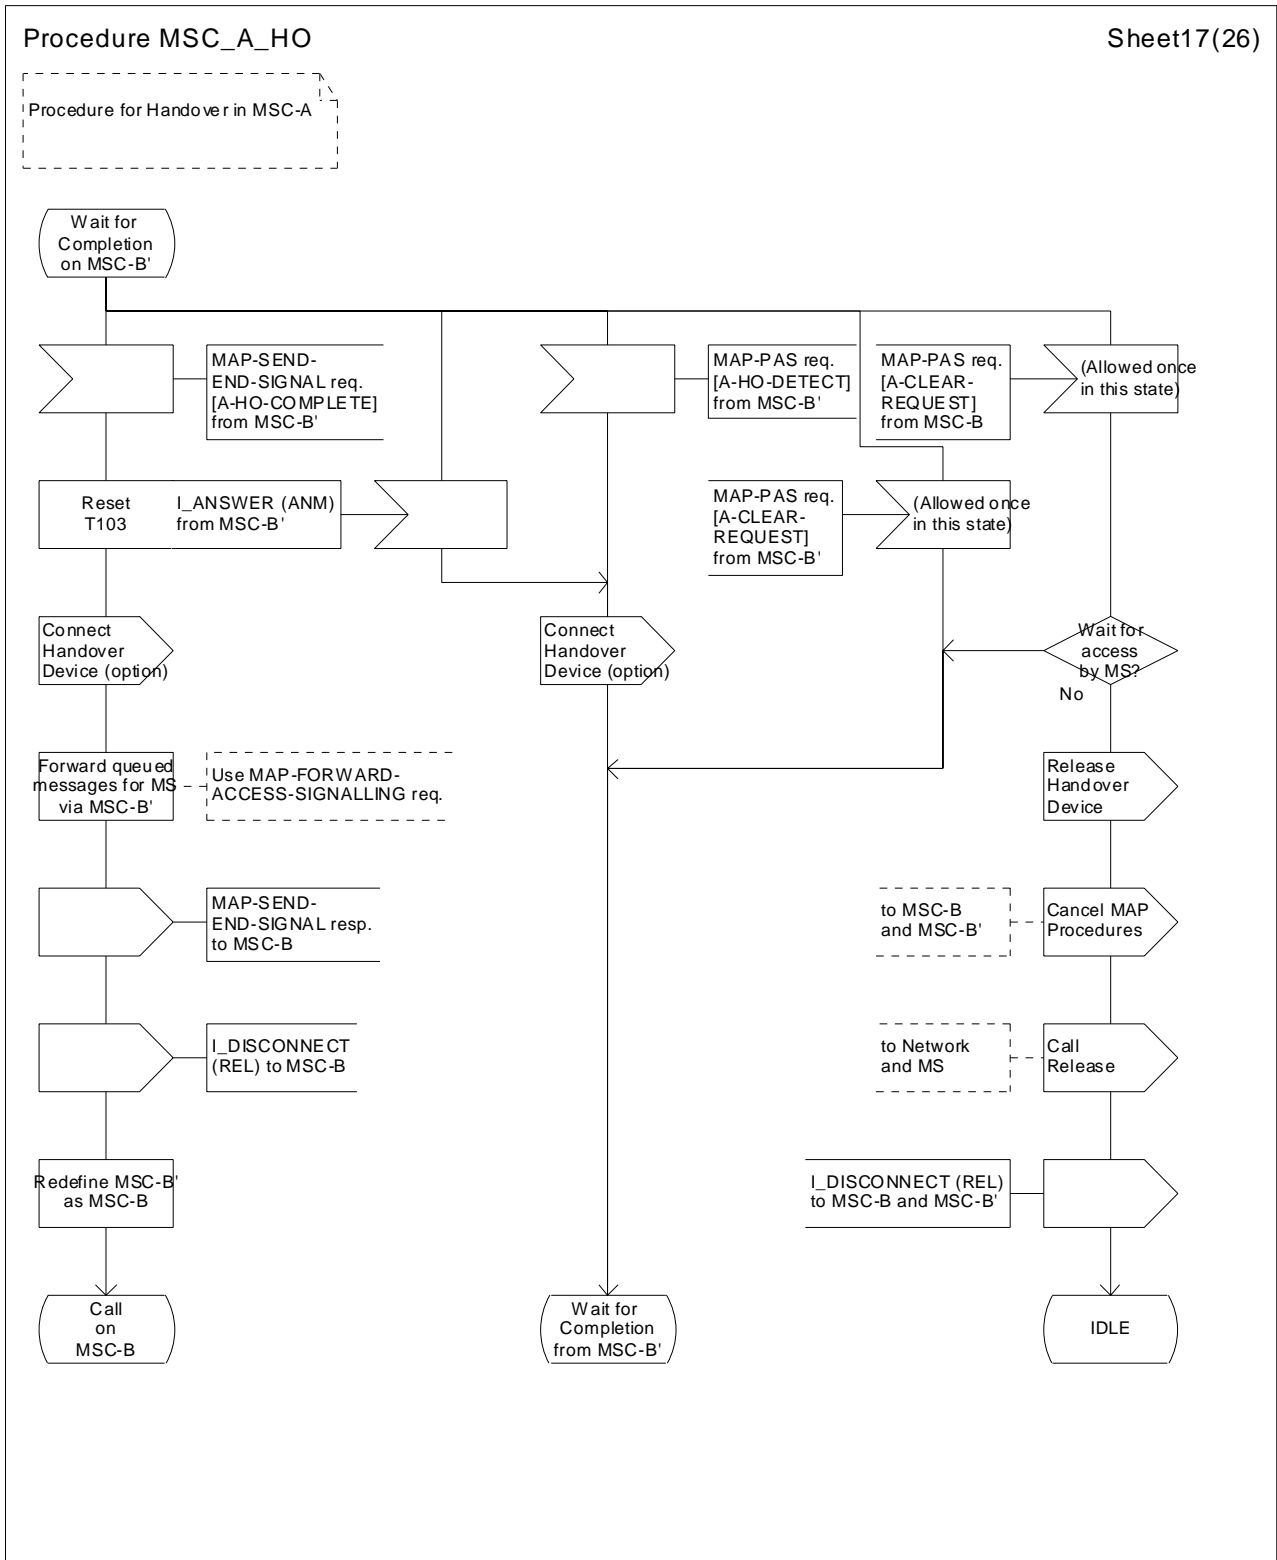 Procedure MSC_A_HO
Sheet17(26)
Procedure for Handover in MSC-A
Wait for
Completion
on MSC-B'
MAP-SEND-
END-SIGNAL req.
[A-HO-COMPLETE]
from MSC-B'
MAP-PAS req.
[A-HO-DETECT]
from MSC-B'
MAP-PAS req.
[A-CLEAR-
REQUEST]
from MSC-B
(Allowed once
in this state)
Reset
T103
I_ANSWER (ANM)
from MSC-B'
MAP-PAS req.
[A-CLEAR-
REQUEST]
from MSC-B'
(Allowed once
in this state)
Connect
Handover
Device (option)
Connect
Handover
Device (option)
Wait for
access
by MS?
No
Forward queued
messages for MS
via MSC-B'
Use MAP-FORWARD-
ACCESS-SIGNALLING req.
Release
Handover
Device
MAP-SEND-
END-SIGNAL resp.
to MSC-B
to MSC-B
and MSC-B'
Cancel MAP
Procedures
I_DISCONNECT
(REL) to MSC-B
to Network
and MS
Call
Release
Redefine MSC-B'
as MSC-B
I_DISCONNECT (REL)
to MSC-B and MSC-B'
Call
on
MSC-B
Wait for
Completion
from MSC-B'
IDLE